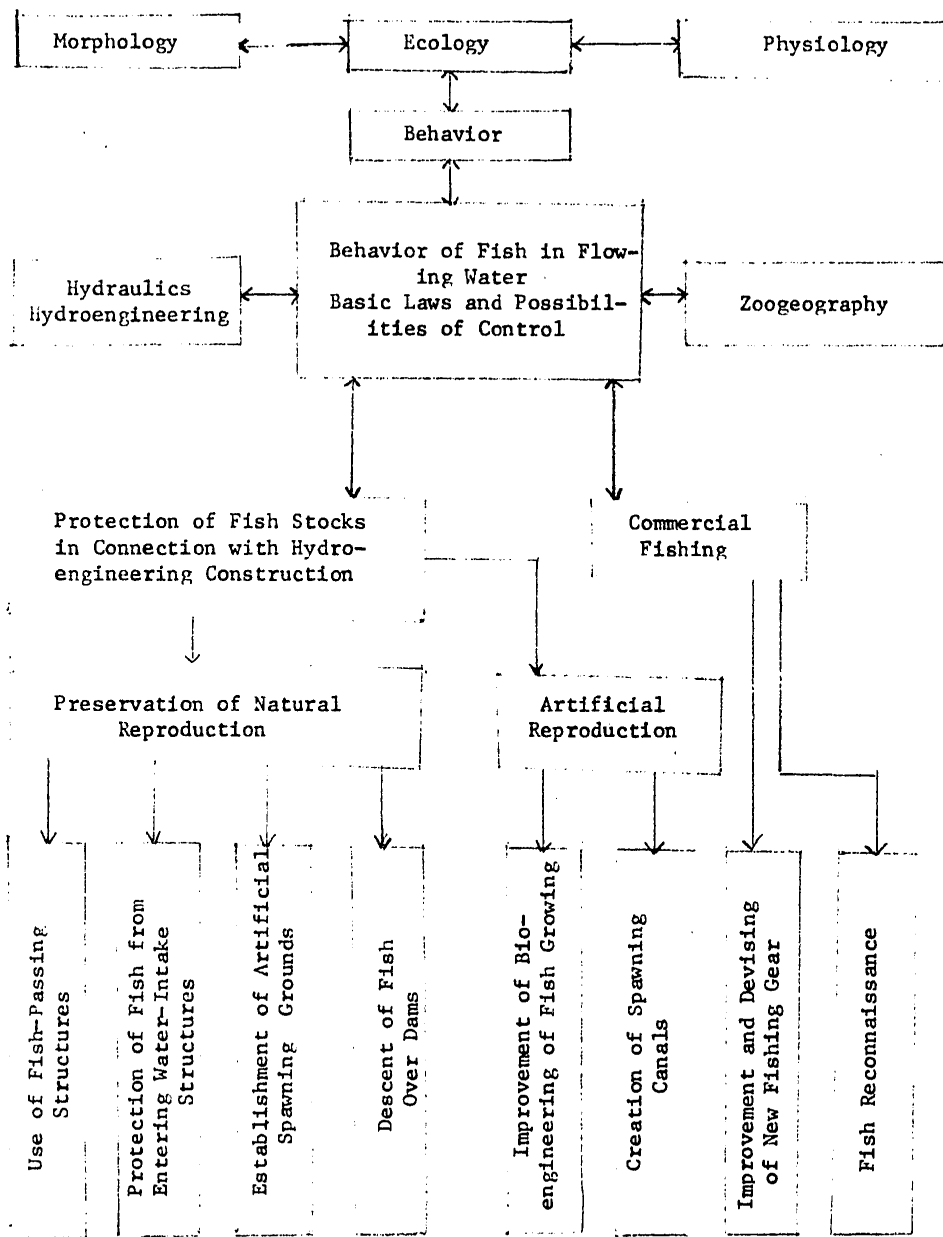 Morphology
Ecology
Physiology
Behavior
Behavior of Fish in Flow-
ing Water
Basic Laws and Possibil-
ities of Control
Hydraulics
Hydroengineering
Zoogeography
Protection of Fish Stocks
in Connection with Hydro-
engineering Construction
Commercial
Fishing
Preservation of Natural
Reproduction
Artificial
Reproduction
Use of Fish-Passing
Structures
Protection of Fish from
Entering Water-Intake
Structures
Establishment of Artificial
Spawning Grounds
Descent of Fish
Over Dams
Improvement of Bio-
engineering of Fish Growing
Creation of Spawning
Canals
Improvement and Devising
of New Fishing Gear
Fish Reconnaissance